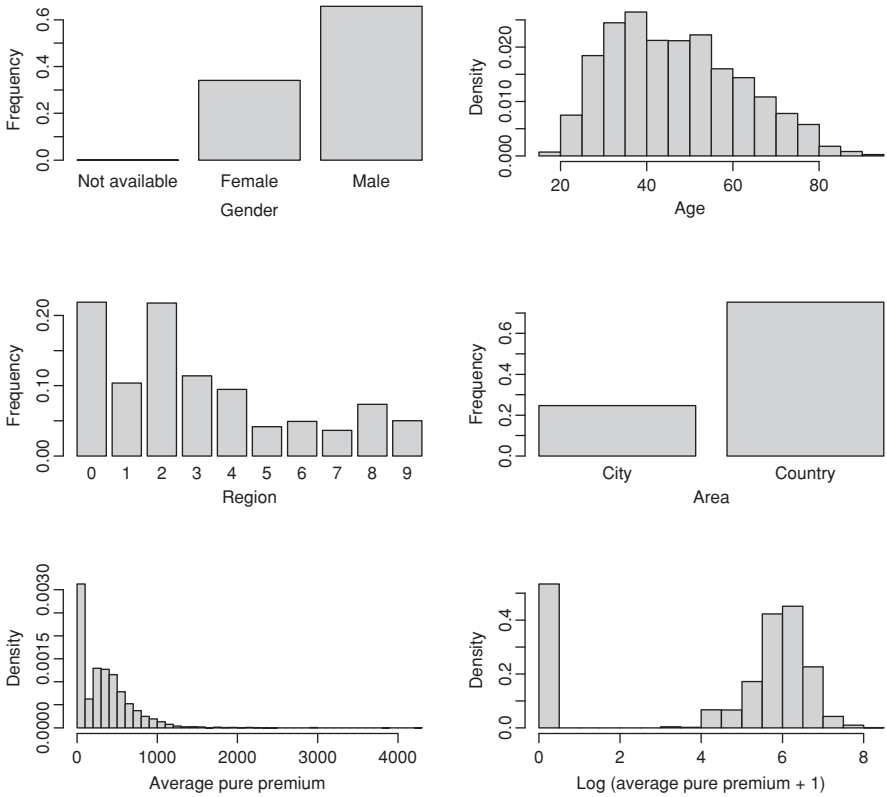 Frequency
0.0 0.2 0.4 0.6
Not available Female Male
Gender
Density
0.000 0.010 0.020
20 40 60 80
Age
Frequency
0.00 0.10 0.20
0 1 2 3 4 5 6 7 8 9
Region
Frequency
0.0 0.2 0.4 0.6
City Country
Area
Density
0.0000 0.0015 0.0030
0 1000 2000 3000 4000
Average pure premium
Density
0.0 0.2 0.4
0 2 4 6 8
Log (average pure premium + 1)